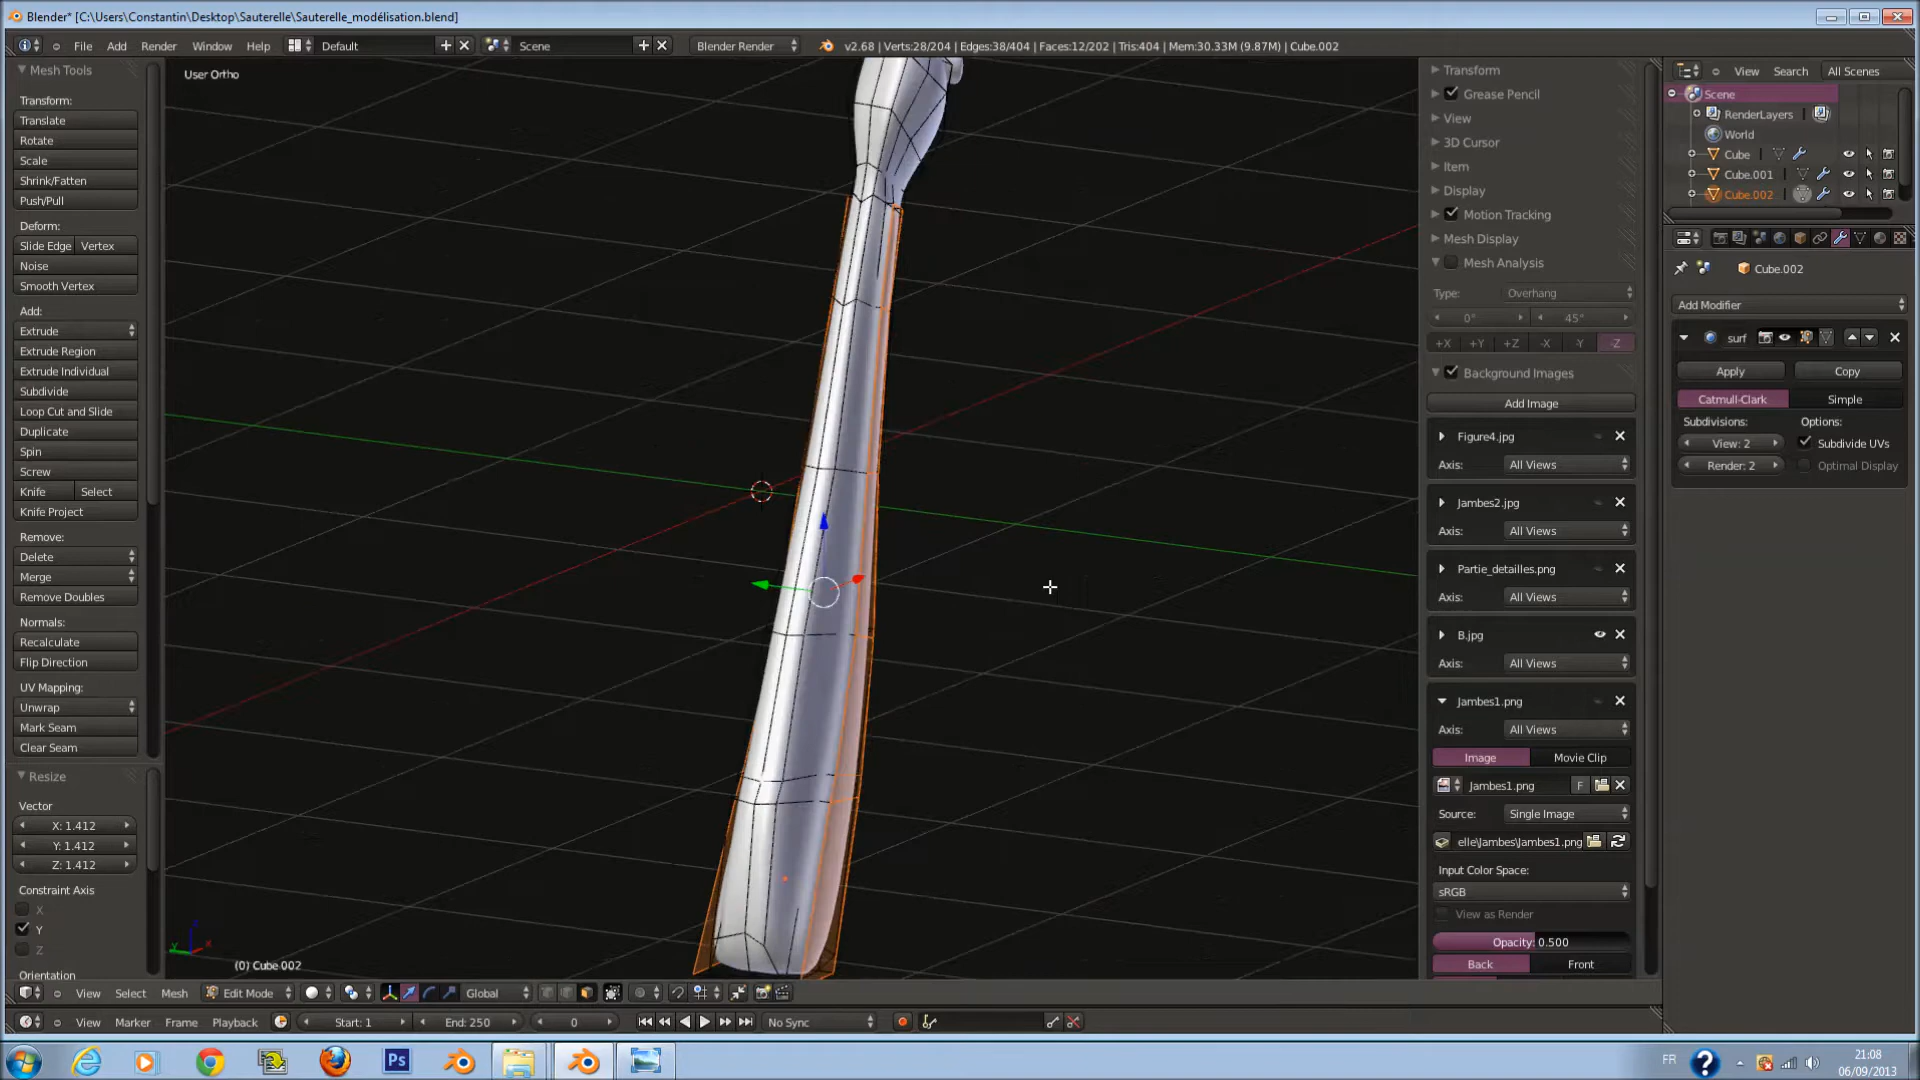 Blender* [C:\Users\Constantin\Desktop\Sauterelle\Sauterelle_modélisation.blend]
File Add Render Window Help Default Scene Blender Render v2.68 | Verts:28/204 | Edges:38/404 | Faces:12/202 | Tris:404 | Mem:30.33M (9.87M) | Cube.002
Mesh Tools
Transform:
Translate
Rotate
Scale
Shrink/Fatten
Push/Pull
Deform:
Slide Edge Vertex
Noise
Smooth Vertex
Add:
Extrude
Extrude Region
Extrude Individual
Subdivide
Loop Cut and Slide
Duplicate
Spin
Screw
Knife Select
Knife Project
Remove:
Delete
Merge
Remove Doubles
Normals:
Recalculate
Flip Direction
UV Mapping:
Unwrap
Mark Seam
Clear Seam
Resize
Vector
X: 1.412
Y: 1.412
Z: 1.412
Constraint Axis
X
Y
Z
Orientation
User Ortho
(0) Cube.002
Transform
Grease Pencil
View
3D Cursor
Item
Display
Motion Tracking
Mesh Display
Mesh Analysis
Type: Overhang
0° 45°
+X +Y +Z -X -Y -Z
Background Images
Add Image
Figure4.jpg
Axis: All Views
Jambes2.jpg
Axis: All Views
Partie_detailles.png
Axis: All Views
B.jpg
Axis: All Views
Jambes1.png
Axis: All Views
Image Movie Clip
Jambes1.png F
Source: Single Image
elle\Jambes\Jambes1.png
Input Color Space:
sRGB
View as Render
Opacity: 0.500
Back Front
View Search All Scenes
Scene
RenderLayers
World
Cube
Cube.001
Cube.002
Cube.002
Add Modifier
surf
Apply Copy
Catmull-Clark Simple
Subdivisions: Options:
View: 2 Subdivide UVs
Render: 2 Optimal Display
View Select Mesh Edit Mode Global
View Marker Frame Playback Start: 1 End: 250 0 No Sync
Ps
FR
21:08
06/09/2013